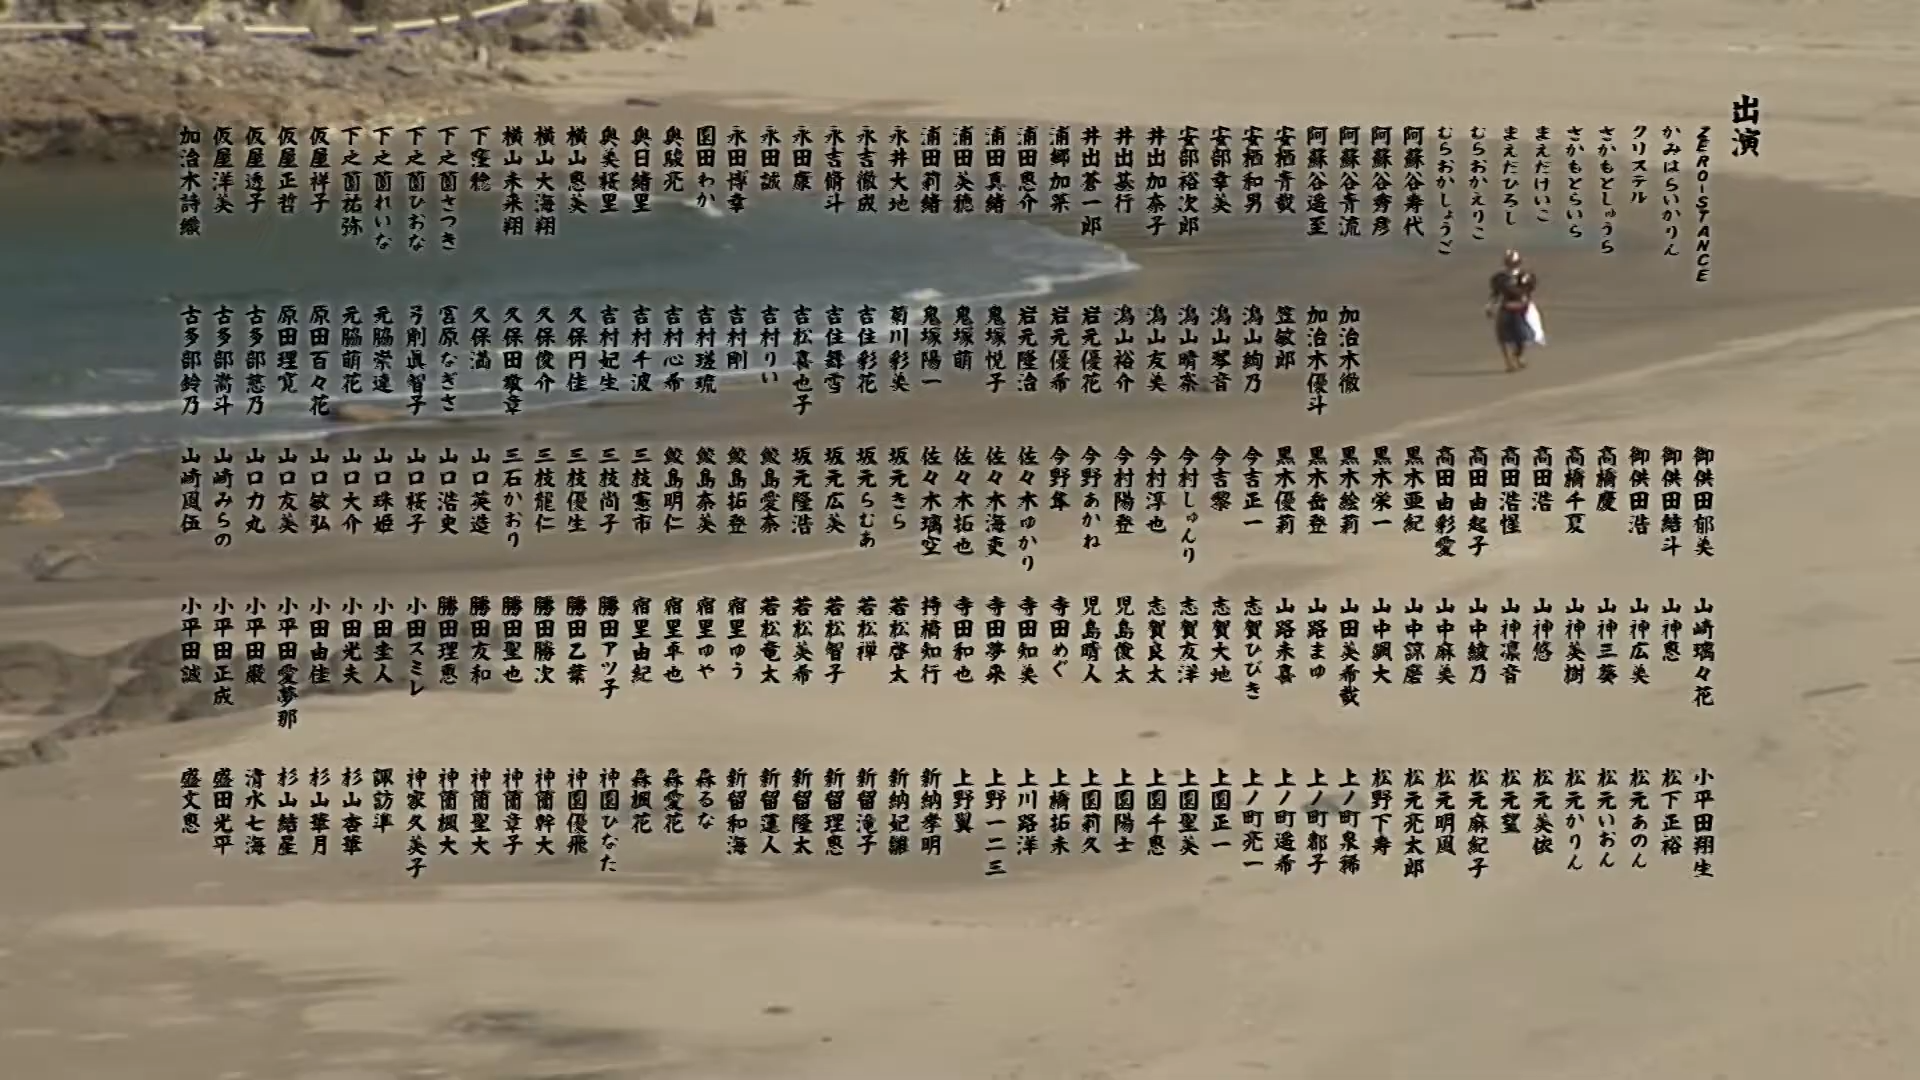 出演
ZERO-STANCE
かみはらいかりん
クリステル
さかもとしゅうら
さかもとらいら
まえだけいこ
まえだひろし
むらおかえりこ
むらおかしょうご
阿蘇谷寿代
阿蘇谷秀彦
阿蘇谷青流
阿蘇谷遥至
安栖青哉
安栖和男
安部幸美
安部裕次郎
井出加奈子
井出基行
井出蒼一郎
浦郷加菜
浦田恵介
浦田真緒
浦田美穂
浦田莉緒
永井大地
永吉徹成
永吉脩斗
永田康
永田誠
永田博幸
園田わか
奥駿亮
奥日緒里
奥美桜里
横山恵美
横山大海翔
横山未来翔
下窪稔
下之薗さつき
下之薗ひおな
下之薗れいな
下之薗祐弥
仮屋祥子
仮屋正哲
仮屋透子
仮屋洋美
加治木詩織
加治木徹
加治木優斗
笠敏郎
潟山絢乃
潟山琴音
潟山晴奈
潟山友美
潟山裕介
岩元優花
岩元優希
岩元隆治
鬼塚悦子
鬼塚萌
鬼塚陽一
菊川彩美
吉住彩花
吉住舞雪
吉松喜也子
吉村りい
吉村剛
吉村瑳琉
吉村心希
吉村千波
吉村妃生
久保円佳
久保俊介
久保田敬章
久保満
宮原なぎさ
弓削眞智子
元脇崇達
元脇萌花
原田百々花
原田理寛
古多部慈乃
古多部嵩斗
古多部鈴乃
御供田郁美
御供田結斗
御供田浩
高橋慶
高橋千夏
高田浩
高田浩惺
高田由起子
高田由彩愛
黒木亜紀
黒木栄一
黒木絵莉
黒木岳登
黒木優莉
今吉正一
今吉黎
今村しゅんり
今村淳也
今村陽登
今野あかね
今野隼
佐々木ゆかり
佐々木海吏
佐々木拓也
佐々木璃空
坂元きら
坂元らむあ
坂元広美
坂元隆浩
鮫島愛奈
鮫島拓登
鮫島奈美
鮫島明仁
三枝憲市
三枝尚子
三枝優生
三枝龍仁
三石かおり
山口英造
山口浩史
山口桜子
山口珠姫
山口大介
山口敏弘
山口友美
山口力丸
山崎みらの
山崎凰伍
山崎璃々花
山神恵
山神広美
山神三葵
山神美樹
山神悠
山神凛音
山中綾乃
山中麻美
山中諒磨
山中颯大
山田美希哉
山路まゆ
山路未喜
志賀ひびき
志賀大地
志賀友洋
志賀良太
児島俊太
児島晴人
寺田めぐ
寺田知美
寺田夢来
寺田和也
持橋知行
若松啓太
若松禅
若松智子
若松美希
若松竜太
宿里ゆう
宿里ゆや
宿里卓也
宿里由紀
勝田アツ子
勝田乙葉
勝田勝次
勝田聖也
勝田友和
勝田理恵
小田スミレ
小田圭人
小田光夫
小田由佳
小平田愛夢那
小平田巌
小平田正成
小平田誠
小平田翔生
松下正裕
松元あのん
松元いおん
松元かりん
松元美依
松元望
松元麻紀子
松元明凰
松元亮太郎
松野下寿
上ノ町泉稀
上ノ町郁子
上ノ町遥希
上ノ町亮一
上園正一
上園聖美
上園千恵
上園陽士
上園莉久
上橋拓未
上川路洋
上野一二三
上野翼
新納孝明
新納妃雛
新留滝子
新留理恵
新留隆太
新留蓮人
新留和海
森るな
森愛花
森楓花
神園ひなた
神園優飛
神薗幹大
神薗章子
神薗聖大
神薗楓大
神家久美子
諏訪準
杉山杏華
杉山華月
杉山結星
清水七海
盛田光平
盛文恵